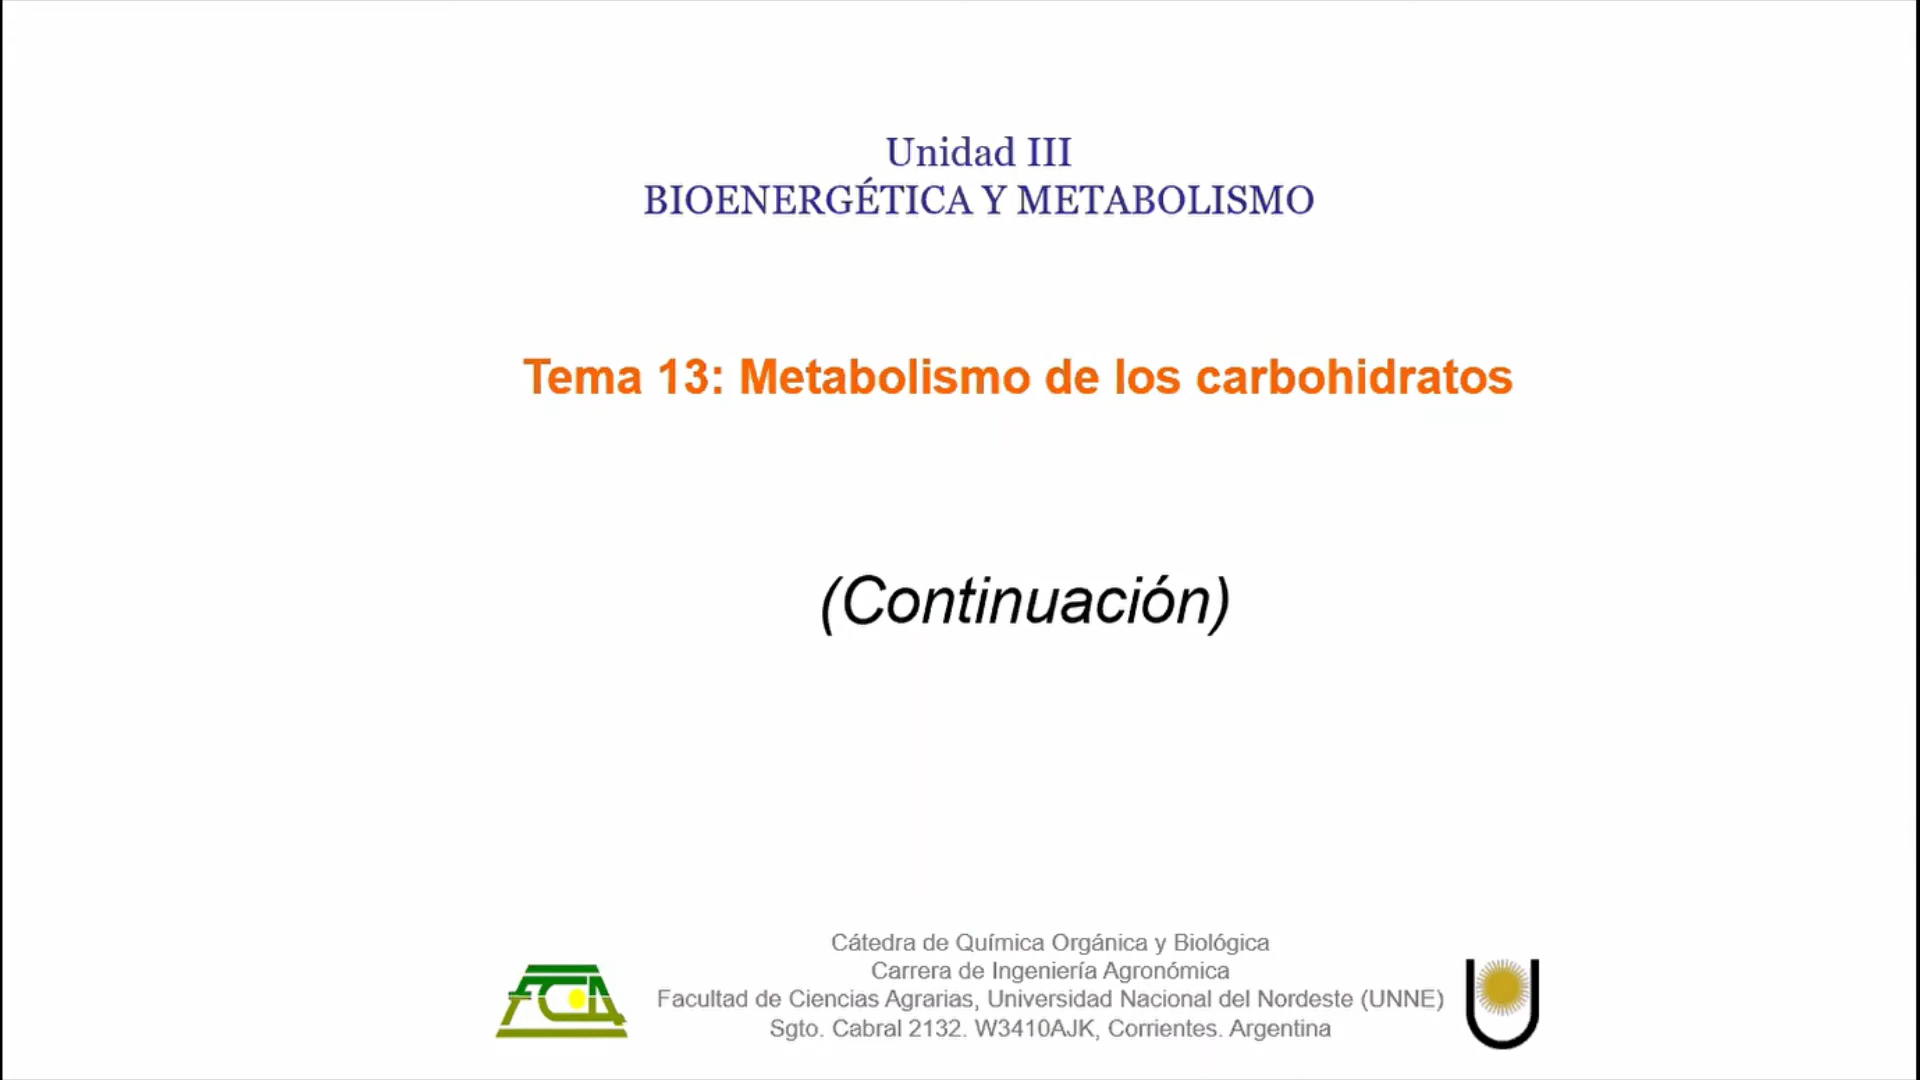 Unidad III
BIOENERGÉTICA Y METABOLISMO
Tema 13: Metabolismo de los carbohidratos
(Continuación)
Cátedra de Química Orgánica y Biológica
Carrera de Ingeniería Agronómica
Facultad de Ciencias Agrarias, Universidad Nacional del Nordeste (UNNE)
Sgto. Cabral 2132. W3410AJK, Corrientes. Argentina
FCA